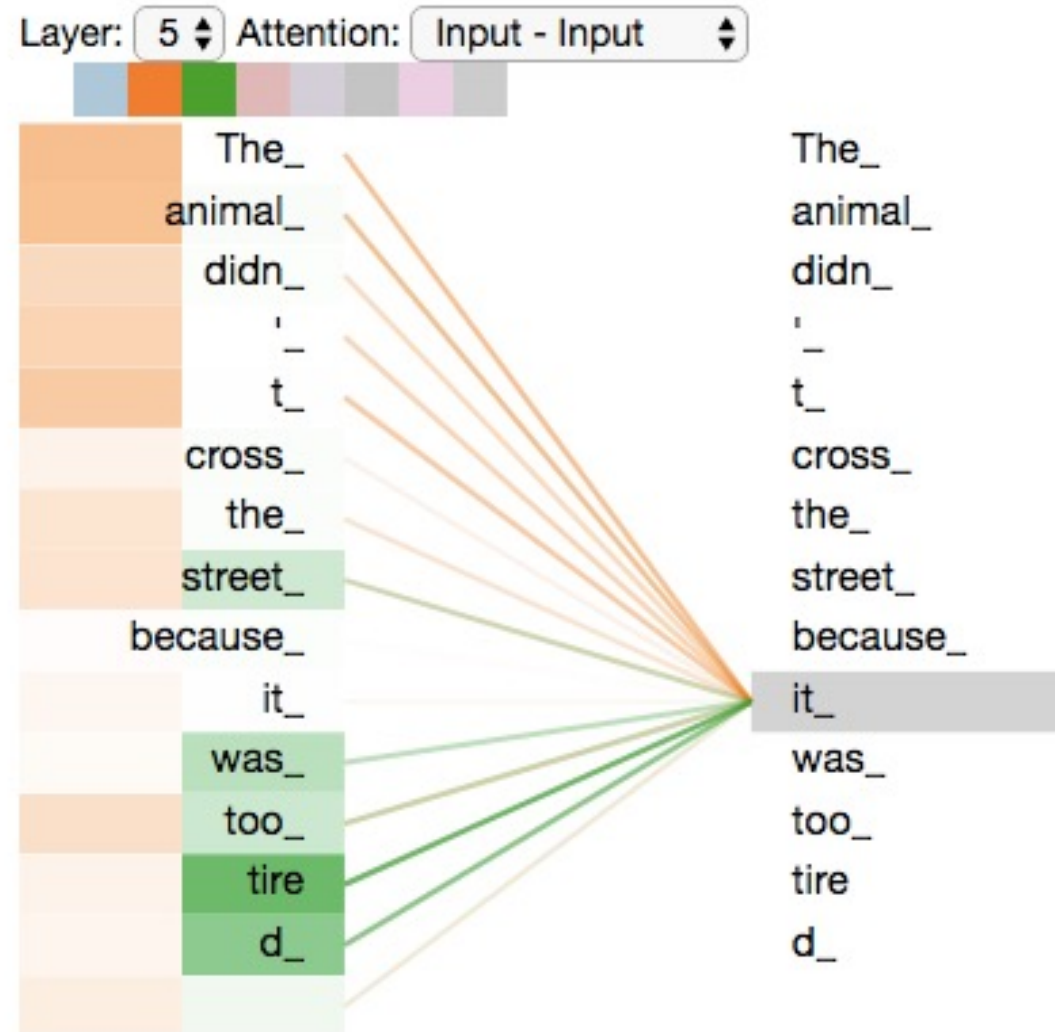 Layer: 5 Attention: Input - Input
The_ The_
animal_ animal_
didn_ didn_
'_ '_
t_ t_
cross_ cross_
the_ the_
street_ street_
because_ because_
it_ it_
was_ was_
too_ too_
tire tire
d_ d_